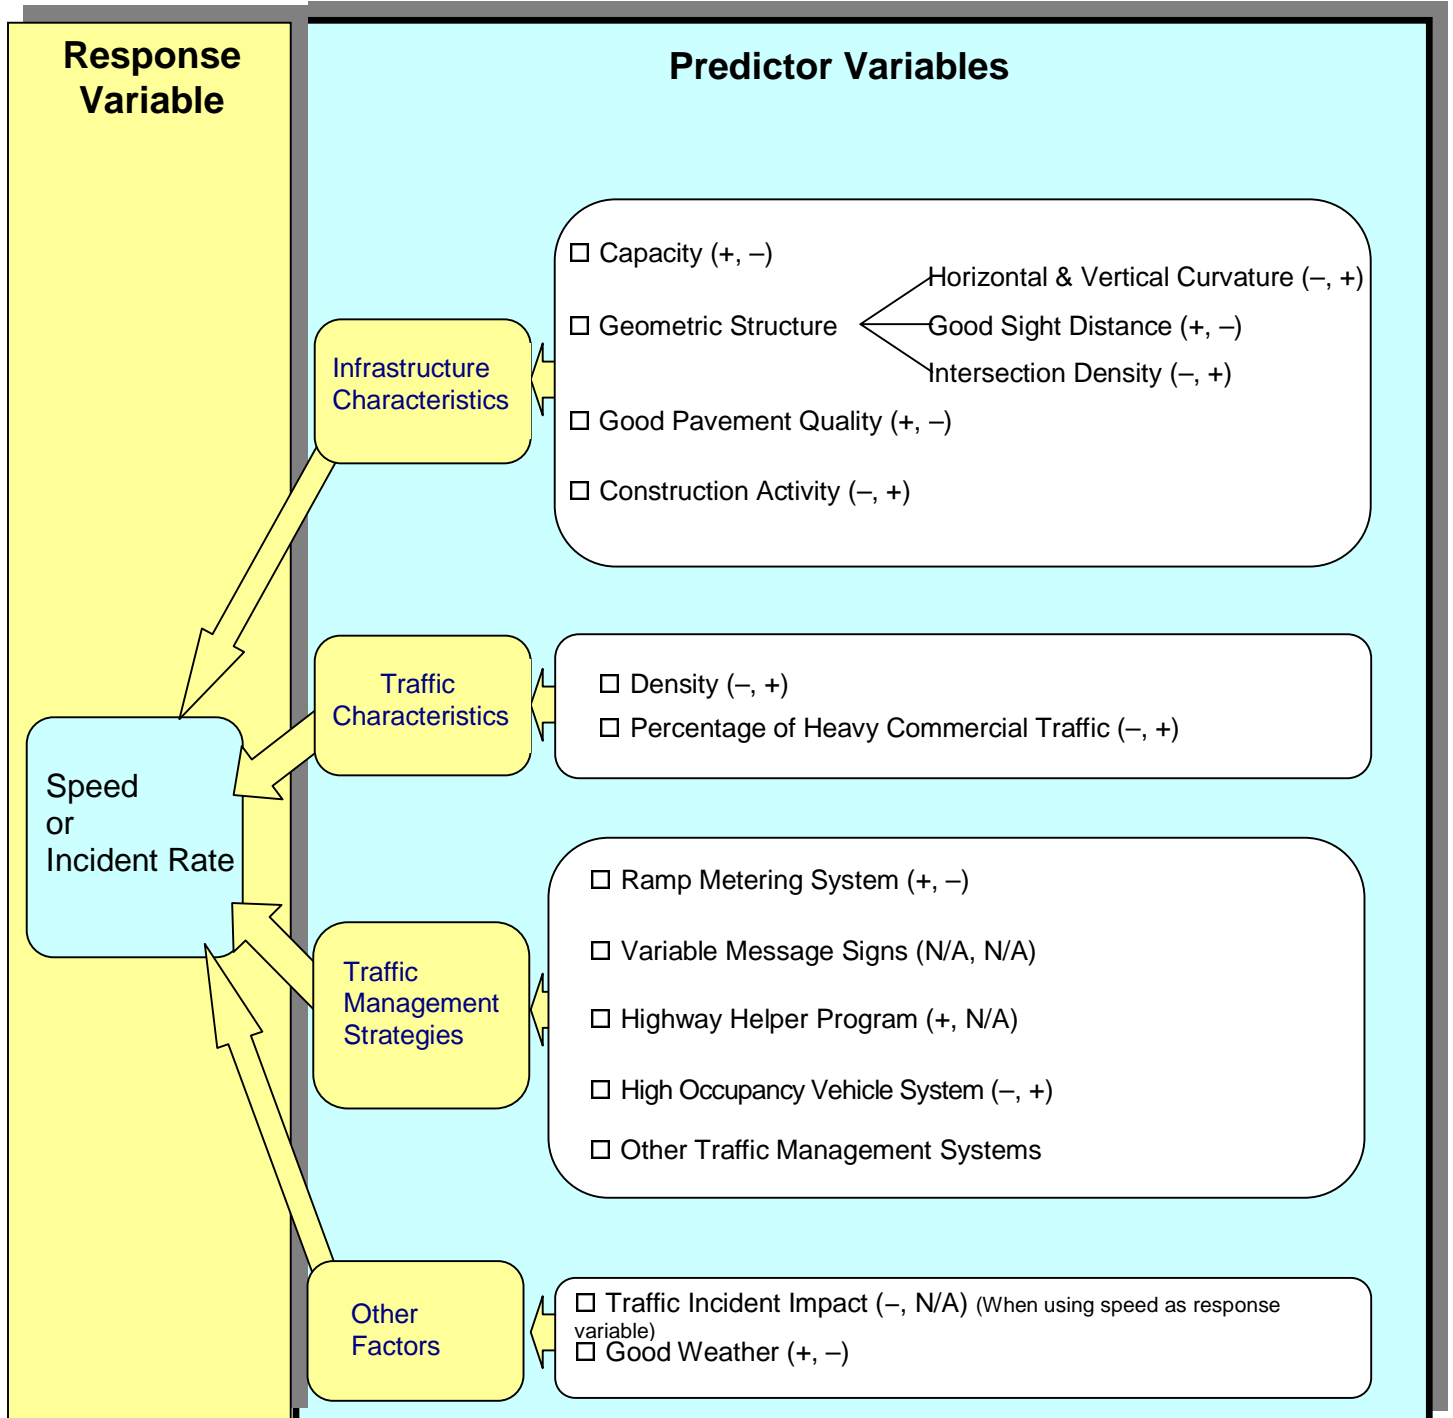 Response
Variable
Predictor Variables
☐ Capacity (+, –)
☐ Geometric Structure
Horizontal & Vertical Curvature (–, +)
Good Sight Distance (+, –)
Intersection Density (–, +)
☐ Good Pavement Quality (+, –)
☐ Construction Activity (–, +)
Infrastructure
Characteristics
Traffic
Characteristics
☐ Density (–, +)
☐ Percentage of Heavy Commercial Traffic (–, +)
Speed
or
Incident Rate
Traffic
Management
Strategies
☐ Ramp Metering System (+, –)
☐ Variable Message Signs (N/A, N/A)
☐ Highway Helper Program (+, N/A)
☐ High Occupancy Vehicle System (–, +)
☐ Other Traffic Management Systems
Other
Factors
☐ Traffic Incident Impact (–, N/A) (When using speed as response
variable)
☐ Good Weather (+, –)